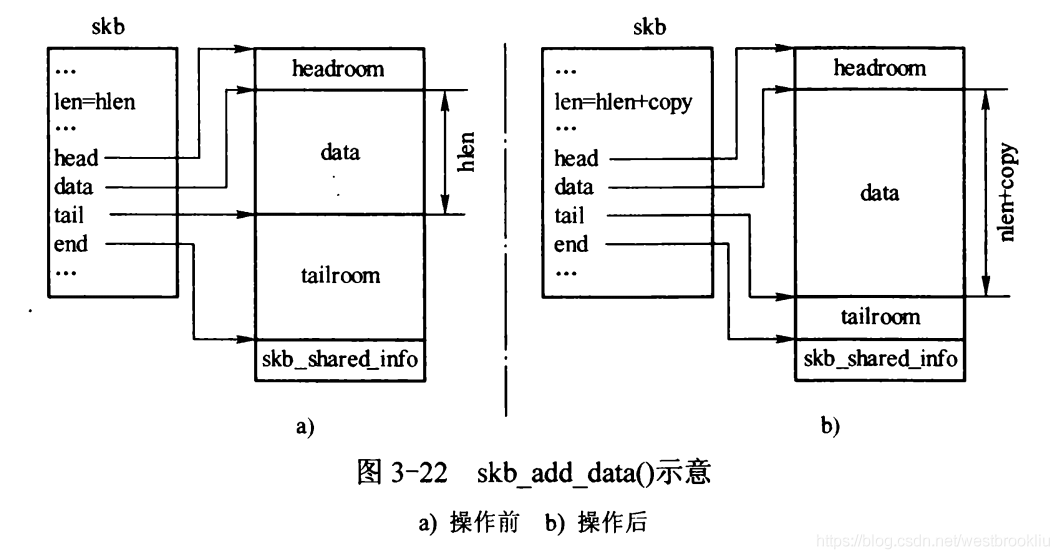 skb
...
len=hlen
...
head
data
tail
end
...
headroom
data
tailroom
skb_shared_info
hlen
a)
skb
...
len=hlen+copy
...
head
data
tail
end
...
headroom
data
tailroom
skb_shared_info
nlen+copy
b)
图 3-22 skb_add_data()示意
a) 操作前 b) 操作后
https://blog.csdn.net/westbrookliu